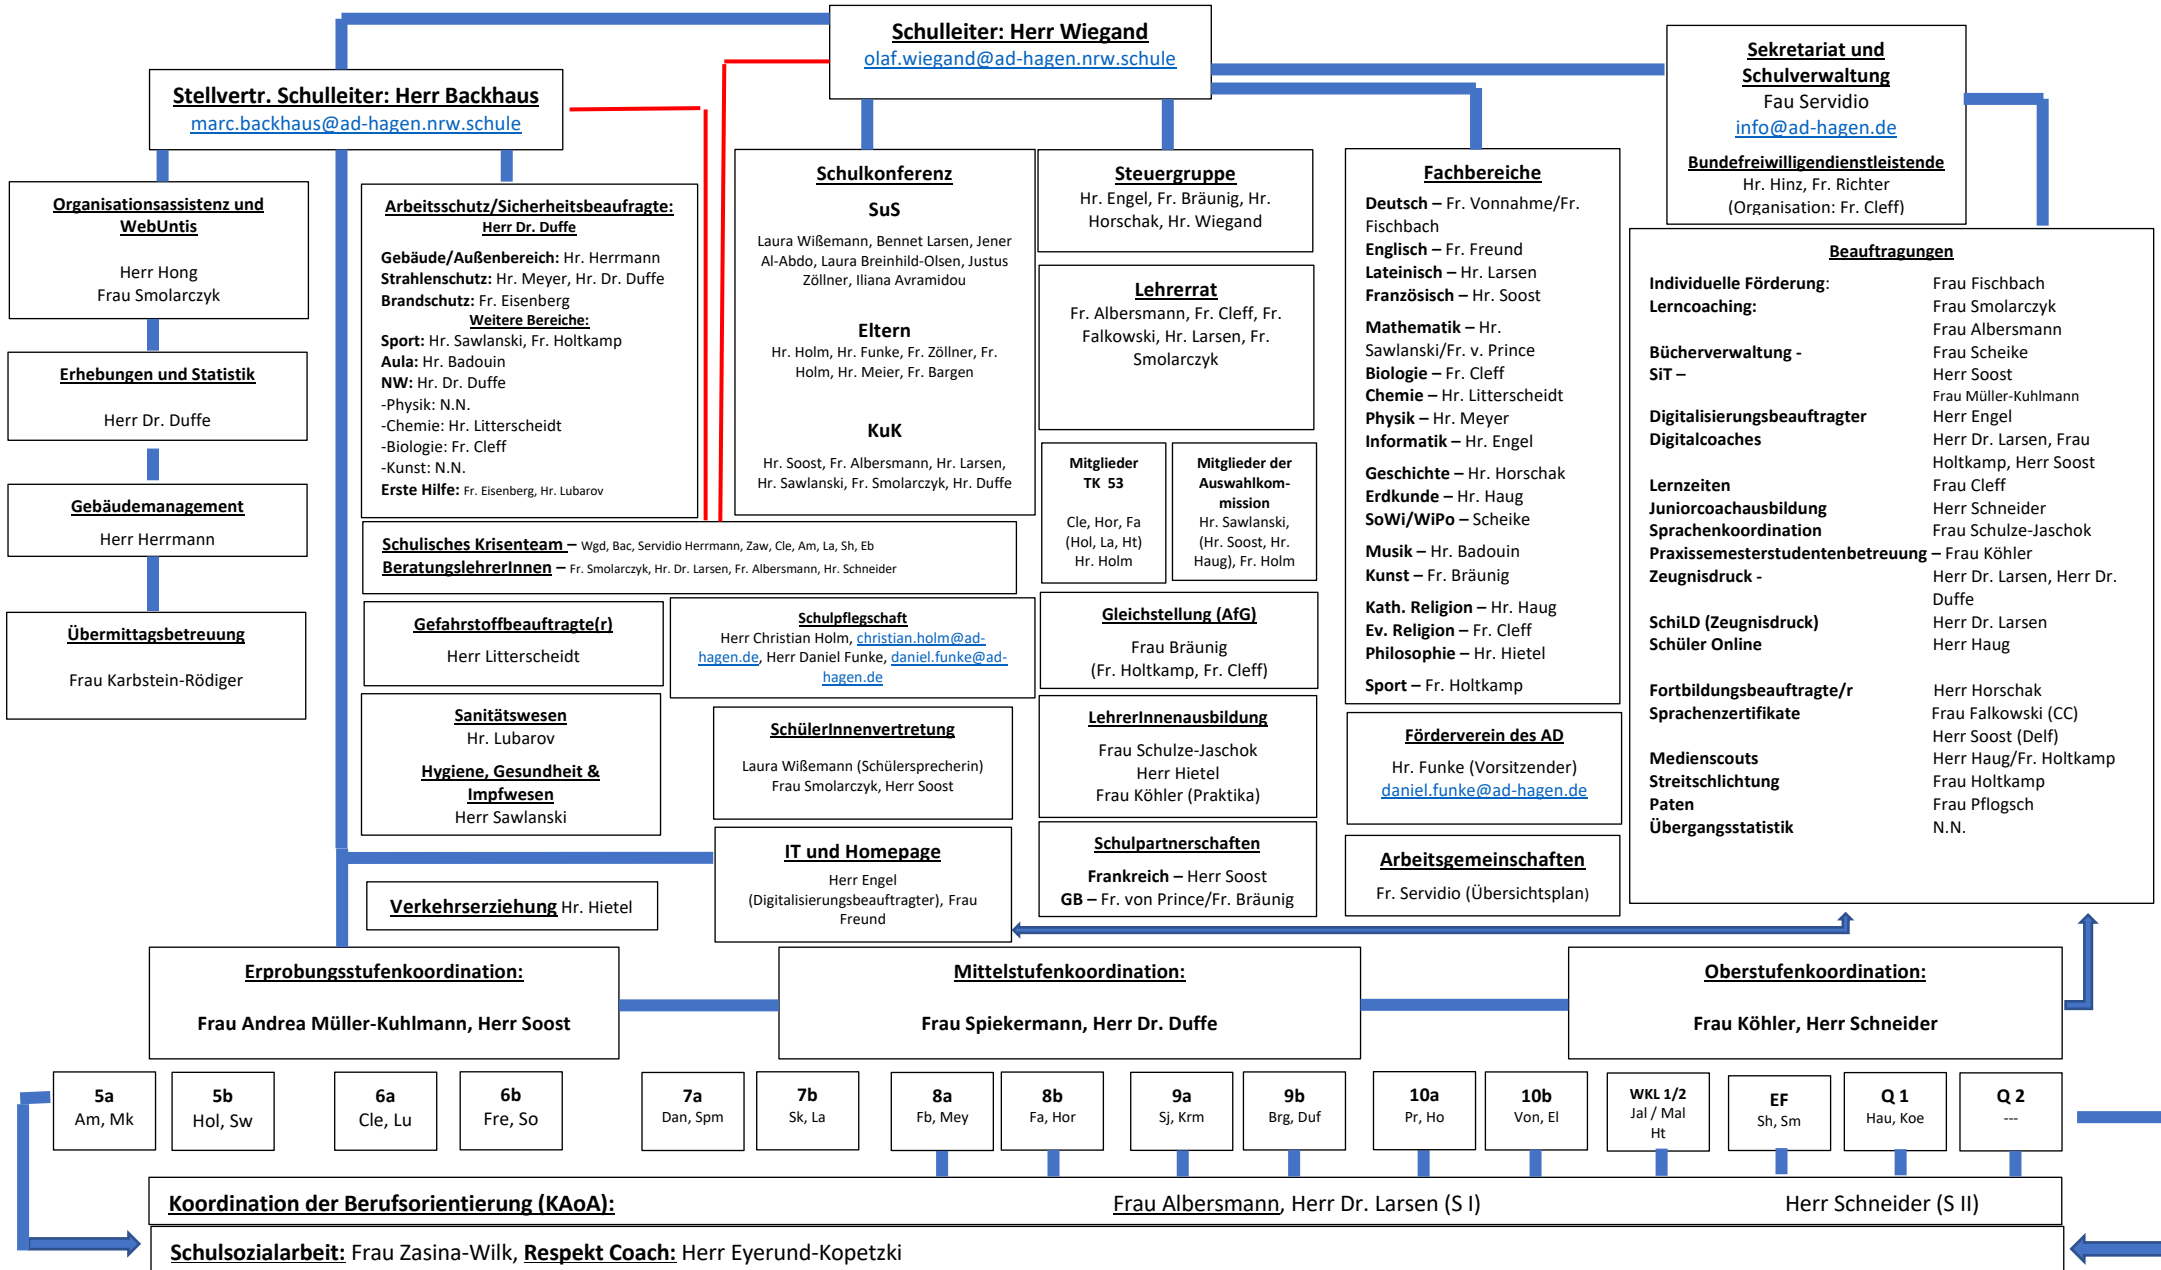 Schulleiter: Herr Wiegand
olaf.wiegand@ad-hagen.nrw.schule
Stellvertr. Schulleiter: Herr Backhaus
marc.backhaus@ad-hagen.nrw.schule
Sekretariat und
Schulverwaltung
Fau Servidio
info@ad-hagen.de
Bundefreiwilligendienstleistende
Hr. Hinz, Fr. Richter
(Organisation: Fr. Cleff)
Organisationsassistenz und
WebUntis
Herr Hong
Frau Smolarczyk
Erhebungen und Statistik
Herr Dr. Duffe
Gebäudemanagement
Herr Herrmann
Übermittagsbetreuung
Frau Karbstein-Rödiger
Arbeitsschutz/Sicherheitsbeaufragte:
Herr Dr. Duffe
Gebäude/Außenbereich: Hr. Herrmann
Strahlenschutz: Hr. Meyer, Hr. Dr. Duffe
Brandschutz: Fr. Eisenberg
Weitere Bereiche:
Sport: Hr. Sawlanski, Fr. Holtkamp
Aula: Hr. Badouin
NW: Hr. Dr. Duffe
-Physik: N.N.
-Chemie: Hr. Litterscheidt
-Biologie: Fr. Cleff
-Kunst: N.N.
Erste Hilfe: Fr. Eisenberg, Hr. Lubarov
Schulkonferenz
SuS
Laura Wißemann, Bennet Larsen, Jener
Al-Abdo, Laura Breinhild-Olsen, Justus
Zöllner, Iliana Avramidou
Eltern
Hr. Holm, Hr. Funke, Fr. Zöllner, Fr.
Holm, Hr. Meier, Fr. Bargen
KuK
Hr. Soost, Fr. Albersmann, Hr. Larsen,
Hr. Sawlanski, Fr. Smolarczyk, Hr. Duffe
Steuergruppe
Hr. Engel, Fr. Bräunig, Hr.
Horschak, Hr. Wiegand
Lehrerrat
Fr. Albersmann, Fr. Cleff, Fr.
Falkowski, Hr. Larsen, Fr.
Smolarczyk
Mitglieder
TK 53
Cle, Hor, Fa
(Hol, La, Ht)
Hr. Holm
Mitglieder der
Auswahlkom-
mission
Hr. Sawlanski,
(Hr. Soost, Hr.
Haug), Fr. Holm
Fachbereiche
Deutsch – Fr. Vonnahme/Fr.
Fischbach
Englisch – Fr. Freund
Lateinisch – Hr. Larsen
Französisch – Hr. Soost
Mathematik – Hr.
Sawlanski/Fr. v. Prince
Biologie – Fr. Cleff
Chemie – Hr. Litterscheidt
Physik – Hr. Meyer
Informatik – Hr. Engel
Geschichte – Hr. Horschak
Erdkunde – Hr. Haug
SoWi/WiPo – Scheike
Musik – Hr. Badouin
Kunst – Fr. Bräunig
Kath. Religion – Hr. Haug
Ev. Religion – Fr. Cleff
Philosophie – Hr. Hietel
Sport – Fr. Holtkamp
Beauftragungen
Individuelle Förderung: Frau Fischbach
Lerncoaching: Frau Smolarczyk
Frau Albersmann
Bücherverwaltung - Frau Scheike
SiT – Herr Soost
Frau Müller-Kuhlmann
Digitalisierungsbeauftragter Herr Engel
Digitalcoaches Herr Dr. Larsen, Frau
Holtkamp, Herr Soost
Lernzeiten Frau Cleff
Juniorcoachausbildung Herr Schneider
Sprachenkoordination Frau Schulze-Jaschok
Praxissemesterstudentenbetreuung – Frau Köhler
Zeugnisdruck - Herr Dr. Larsen, Herr Dr.
Duffe
SchiLD (Zeugnisdruck) Herr Dr. Larsen
Schüler Online Herr Haug
Fortbildungsbeauftragte/r Herr Horschak
Sprachenzertifikate Frau Falkowski (CC)
Herr Soost (Delf)
Medienscouts Herr Haug/Fr. Holtkamp
Streitschlichtung Frau Holtkamp
Paten Frau Pflogsch
Übergangsstatistik N.N.
Schulisches Krisenteam – Wgd, Bac, Servidio Herrmann, Zaw, Cle, Am, La, Sh, Eb
BeratungslehrerInnen – Fr. Smolarczyk, Hr. Dr. Larsen, Fr. Albersmann, Hr. Schneider
Gefahrstoffbeauftragte(r)
Herr Litterscheidt
Schulpflegschaft
Herr Christian Holm, christian.holm@ad-
hagen.de, Herr Daniel Funke, daniel.funke@ad-
hagen.de
Gleichstellung (AfG)
Frau Bräunig
(Fr. Holtkamp, Fr. Cleff)
Sanitätswesen
Hr. Lubarov
Hygiene, Gesundheit &
Impfwesen
Herr Sawlanski
SchülerInnenvertretung
Laura Wißemann (Schülersprecherin)
Frau Smolarczyk, Herr Soost
LehrerInnenausbildung
Frau Schulze-Jaschok
Herr Hietel
Frau Köhler (Praktika)
Förderverein des AD
Hr. Funke (Vorsitzender)
daniel.funke@ad-hagen.de
IT und Homepage
Herr Engel
(Digitalisierungsbeauftragter), Frau
Freund
Schulpartnerschaften
Frankreich – Herr Soost
GB – Fr. von Prince/Fr. Bräunig
Arbeitsgemeinschaften
Fr. Servidio (Übersichtsplan)
Verkehrserziehung Hr. Hietel
Erprobungsstufenkoordination:
Frau Andrea Müller-Kuhlmann, Herr Soost
Mittelstufenkoordination:
Frau Spiekermann, Herr Dr. Duffe
Oberstufenkoordination:
Frau Köhler, Herr Schneider
5a
Am, Mk
5b
Hol, Sw
6a
Cle, Lu
6b
Fre, So
7a
Dan, Spm
7b
Sk, La
8a
Fb, Mey
8b
Fa, Hor
9a
Sj, Krm
9b
Brg, Duf
10a
Pr, Ho
10b
Von, El
WKL 1/2
Jal / Mal
Ht
EF
Sh, Sm
Q 1
Hau, Koe
Q 2
---
Koordination der Berufsorientierung (KAoA): Frau Albersmann, Herr Dr. Larsen (S I) Herr Schneider (S II)
Schulsozialarbeit: Frau Zasina-Wilk, Respekt Coach: Herr Eyerund-Kopetzki